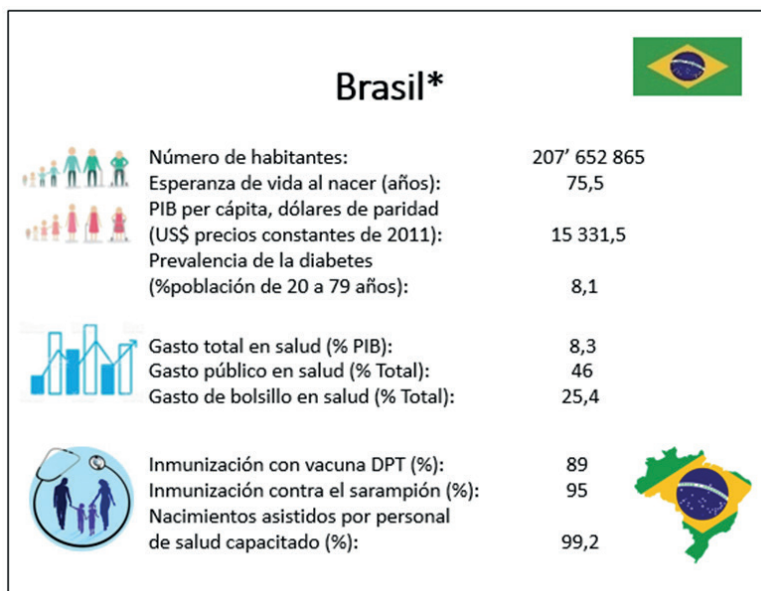 Brasil*
Número de habitantes: 207’ 652 865
Esperanza de vida al nacer (años): 75,5
PIB per cápita, dólares de paridad
(US$ precios constantes de 2011): 15 331,5
Prevalencia de la diabetes
(%población de 20 a 79 años): 8,1
Gasto total en salud (% PIB): 8,3
Gasto público en salud (% Total): 46
Gasto de bolsillo en salud (% Total): 25,4
Inmunización con vacuna DPT (%): 89
Inmunización contra el sarampión (%): 95
Nacimientos asistidos por personal
de salud capacitado (%): 99,2